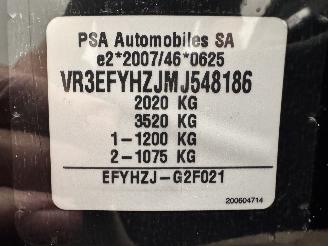 PSA Automobiles SA
e2*2007/46*0625
VR3EFYHZJMJ548186
2020 KG
3520 KG
1-1200 KG
2-1075 KG
EFYHZJ-G2F021
200604714